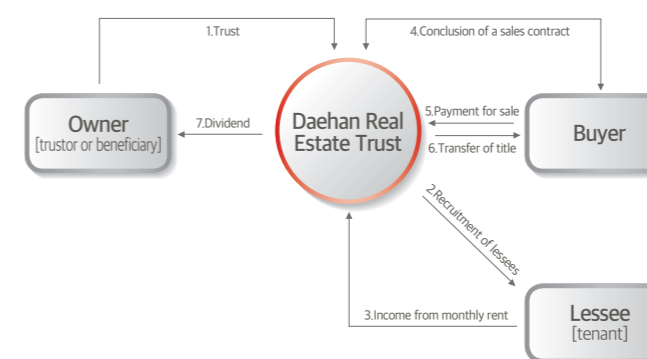 1.Trust
4.Conclusion of a sales contract
Owner
[trustor or beneficiary]
7.Dividend
Daehan Real
Estate Trust
5.Payment for sale
6.Transfer of title
Buyer
2.Recruitment of lessees
3.Income from monthly rent
Lessee
[tenant]